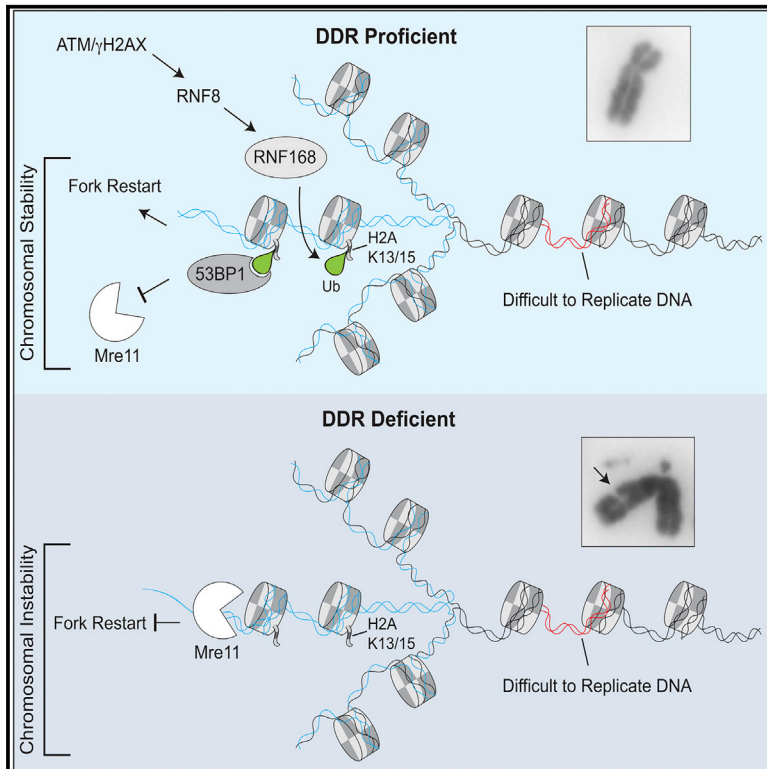 DDR Proficient
ATM/γH2AX
RNF8
RNF168
Chromosomal Stability
Fork Restart
H2A
K13/15
53BP1
Ub
Difficult to Replicate DNA
Mre11
DDR Deficient
Chromosomal Instability
Fork Restart
Mre11
H2A
K13/15
Difficult to Replicate DNA